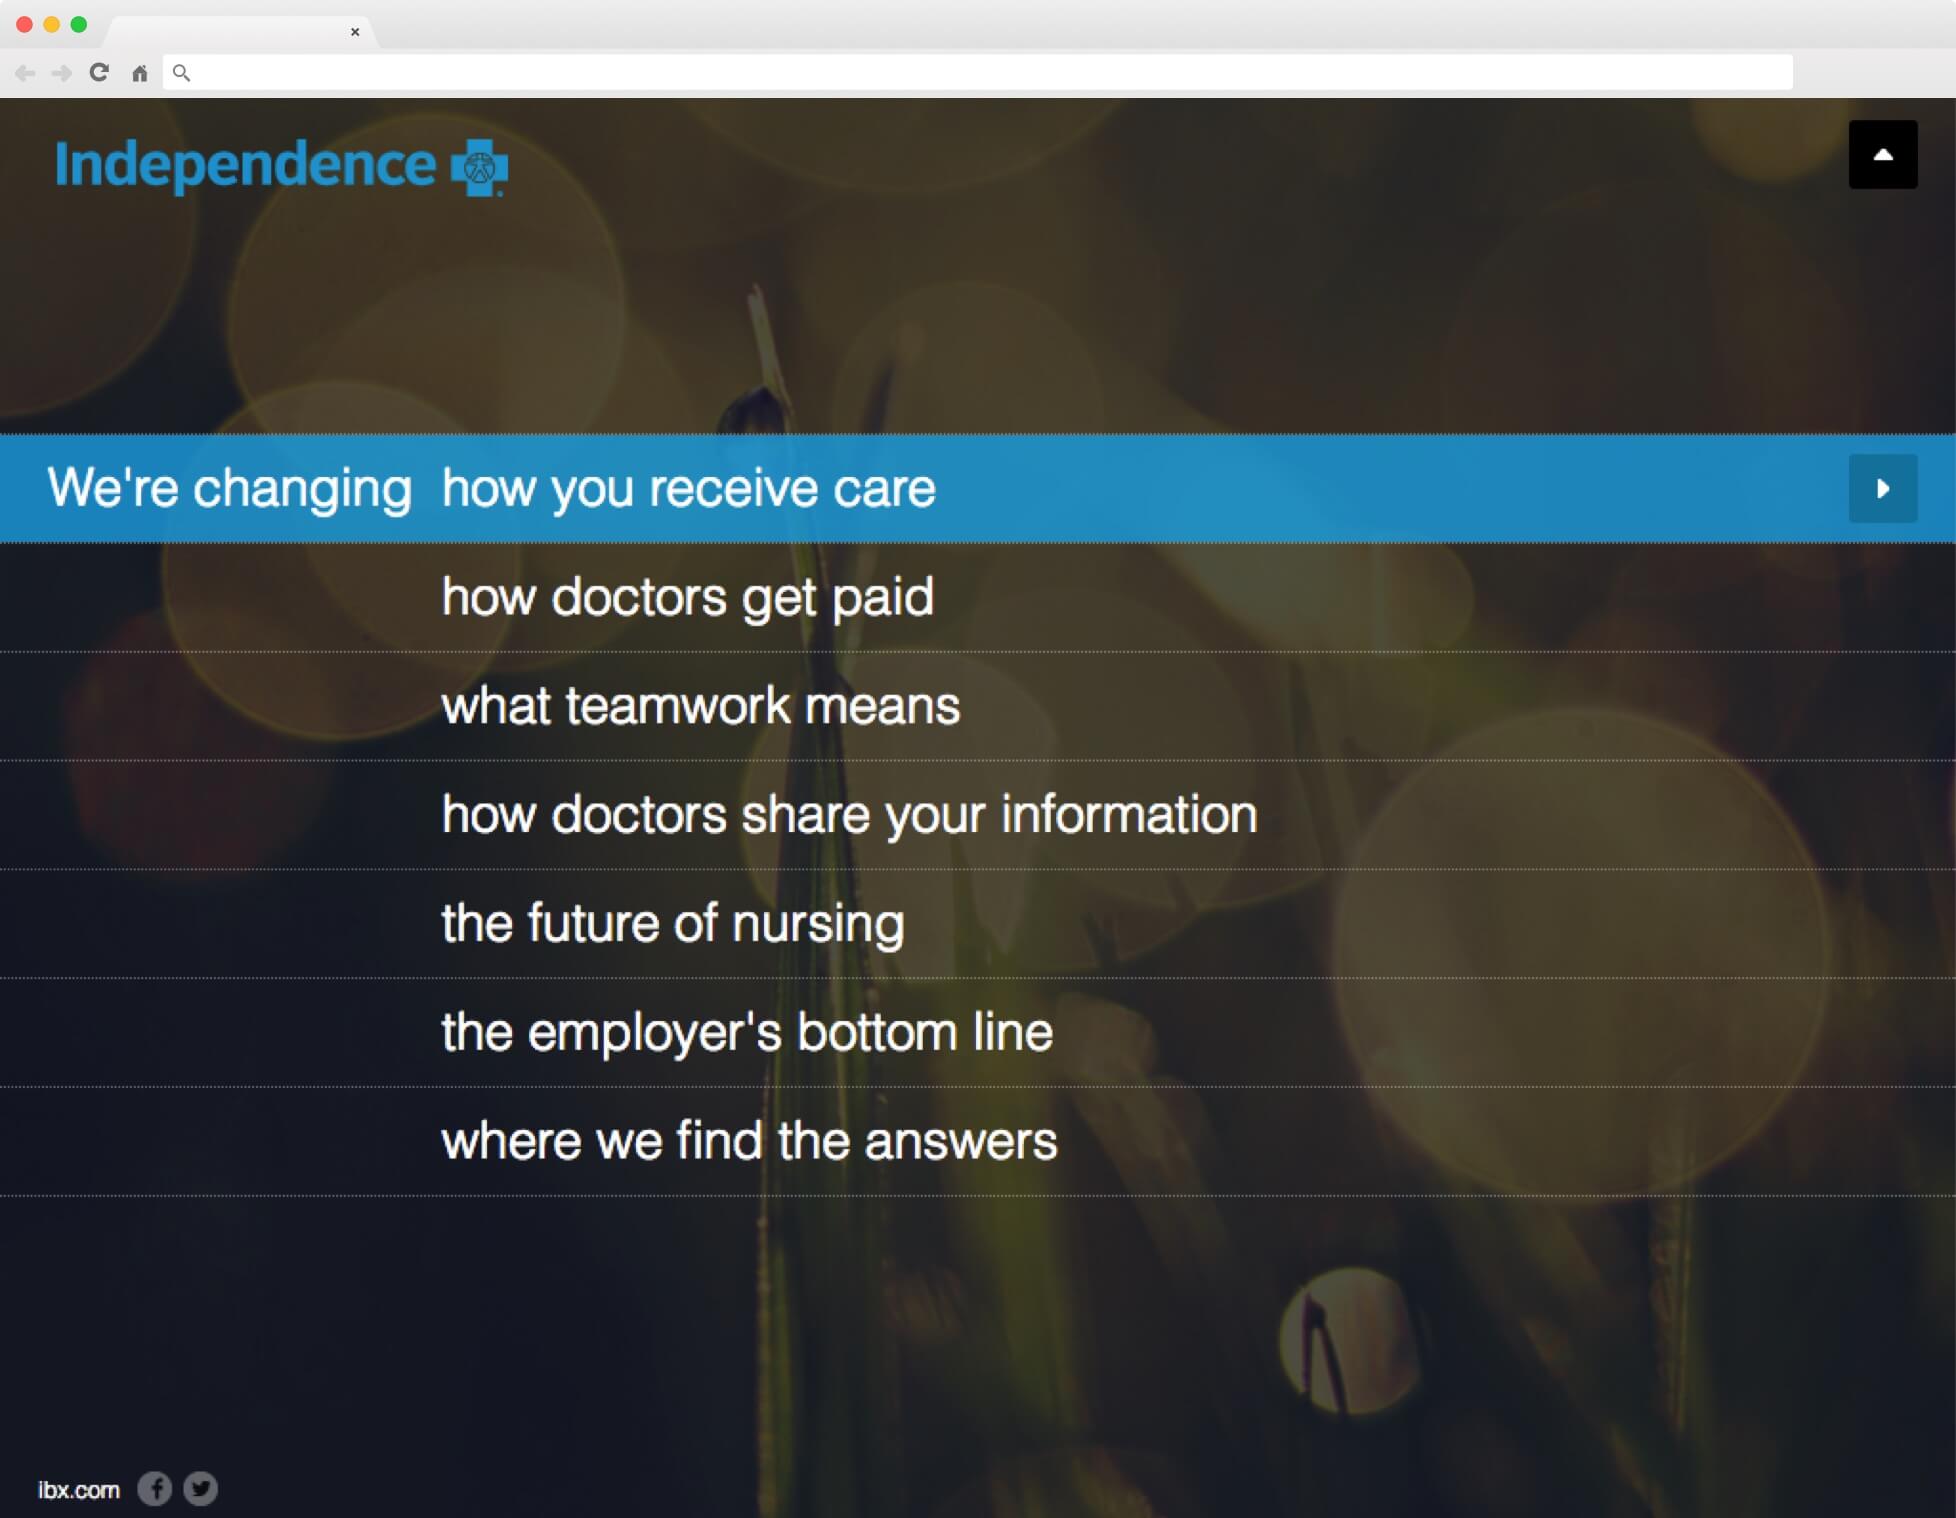 Independence
We're changing how you receive care
how doctors get paid
what teamwork means
how doctors share your information
the future of nursing
the employer's bottom line
where we find the answers
ibx.com